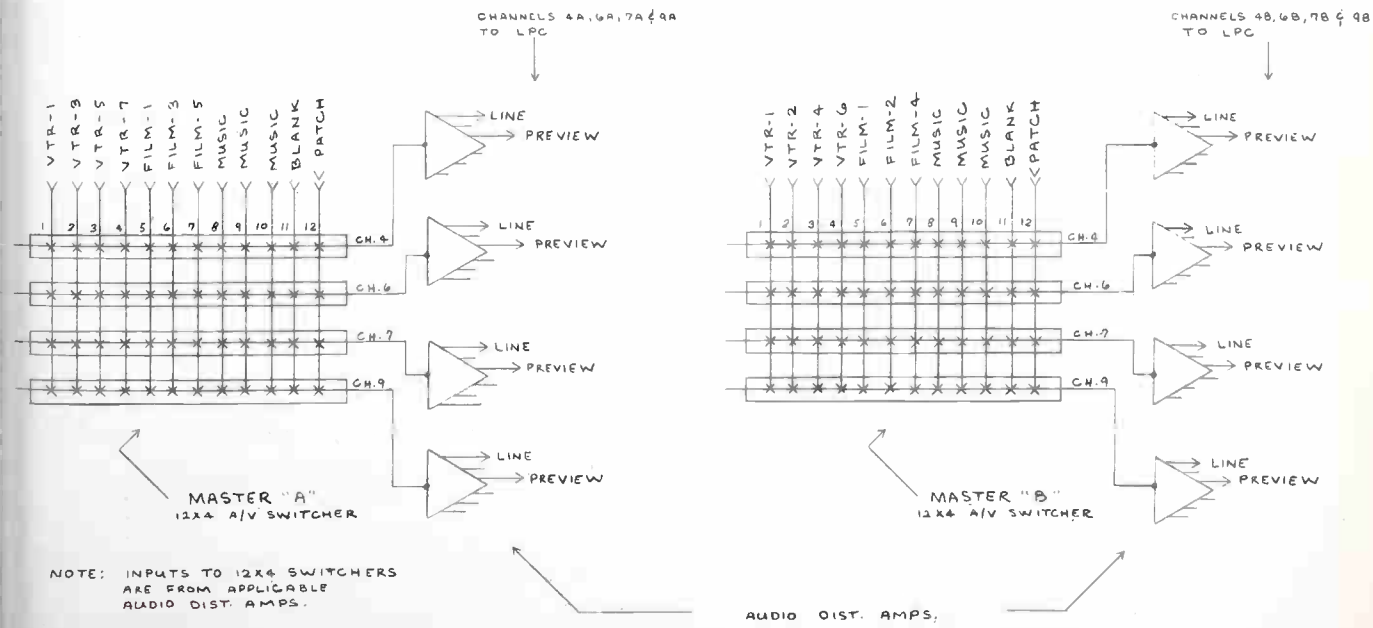 CHANNELS 4A, 6A, 7A & 9A
TO LPC
VTR-1
VTR-3
VTR-5
VTR-7
FILM-1
FILM-3
FILM-5
MUSIC
MUSIC
MUSIC
BLANK
PATCH
1 2 3 4 5 6 7 8 9 10 11 12
CH.4
CH.6
CH.7
CH.9
LINE
PREVIEW
LINE
PREVIEW
LINE
PREVIEW
LINE
PREVIEW
MASTER "A"
12X4 A/V SWITCHER
NOTE: INPUTS TO 12X4 SWITCHERS
ARE FROM APPLICABLE
AUDIO DIST. AMPS.
CHANNELS 4B, 6B, 7B & 9B
TO LPC
VTR-1
VTR-2
VTR-4
VTR-6
FILM-1
FILM-2
FILM-4
MUSIC
MUSIC
MUSIC
BLANK
PATCH
1 2 3 4 5 6 7 8 9 10 11 12
CH.4
CH.6
CH.7
CH.9
LINE
PREVIEW
LINE
PREVIEW
LINE
PREVIEW
LINE
PREVIEW
MASTER "B"
12X4 A/V SWITCHER
AUDIO DIST. AMPS.